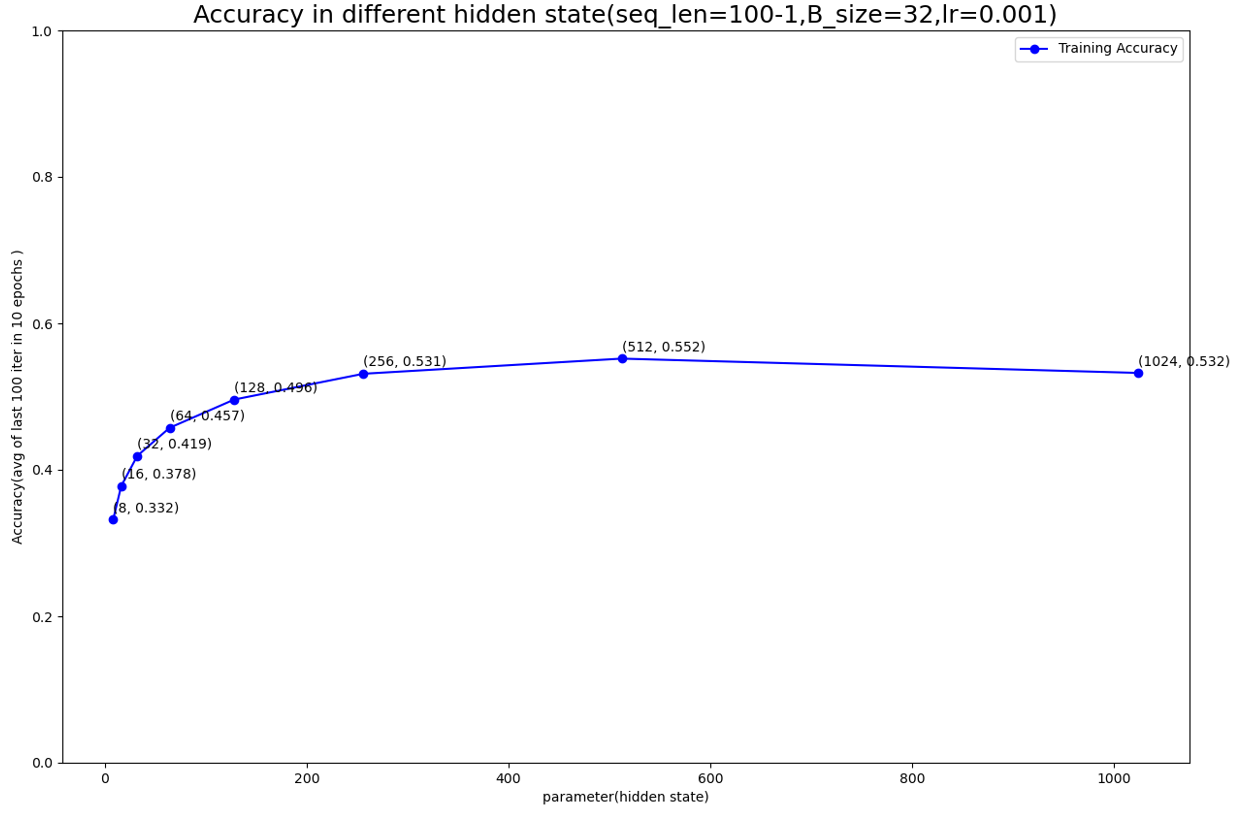 Accuracy in different hidden state(seq_len=100-1,B_size=32,lr=0.001)
Training Accuracy
1.0
0.8
0.6
0.4
0.2
0.0
Accuracy(avg of last 100 iter in 10 epochs )
(8, 0.332)
(16, 0.378)
(32, 0.419)
(64, 0.457)
(128, 0.496)
(256, 0.531)
(512, 0.552)
(1024, 0.532)
0 200 400 600 800 1000
parameter(hidden state)